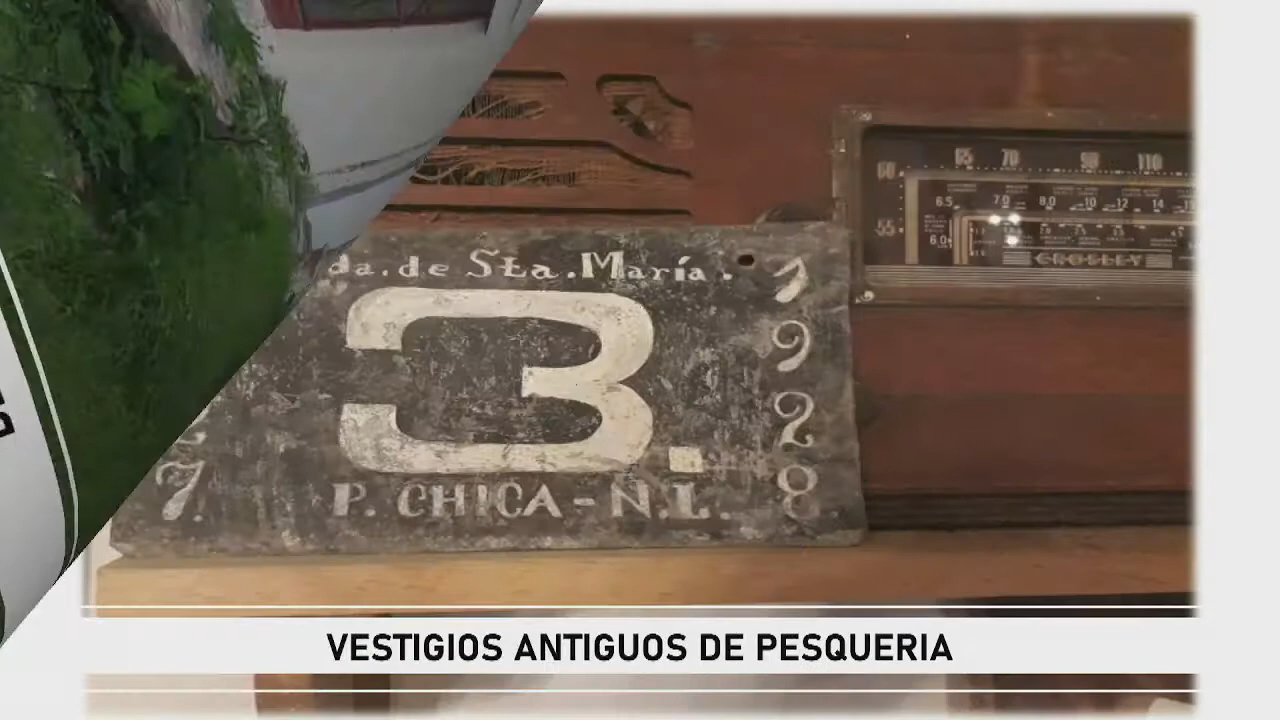 da. de Sta. María.
1928
3.
7.
P. CHICA - N.L.
55 70 90 110
60
6.5 7.0 8.0 10 12 14
55
6.0
CROSLEY
VESTIGIOS ANTIGUOS DE PESQUERIA